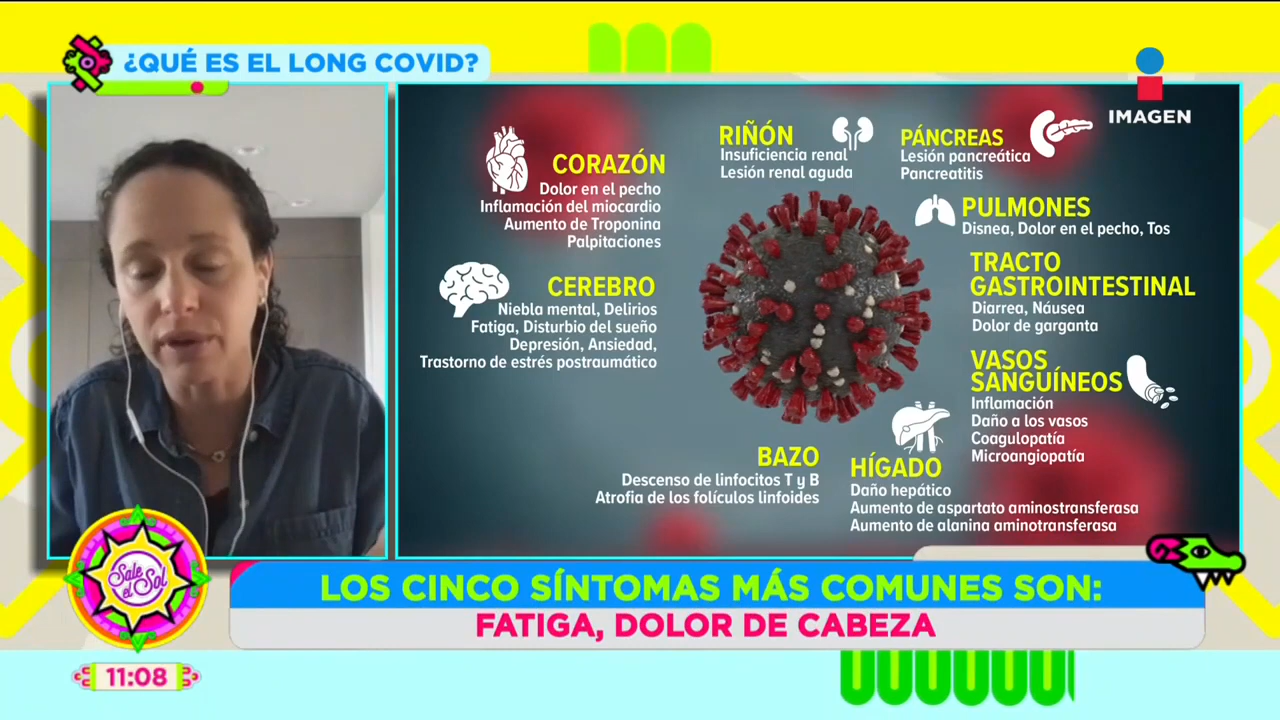 ¿QUÉ ES EL LONG COVID?
IMAGEN
CORAZÓN
Dolor en el pecho
Inflamación del miocardio
Aumento de Troponina
Palpitaciones
CEREBRO
Niebla mental, Delirios
Fatiga, Disturbio del sueño
Depresión, Ansiedad,
Trastorno de estrés postraumático
RIÑÓN
Insuficiencia renal
Lesión renal aguda
PÁNCREAS
Lesión pancreática
Pancreatitis
PULMONES
Disnea, Dolor en el pecho, Tos
TRACTO
GASTROINTESTINAL
Diarrea, Náusea
Dolor de garganta
VASOS
SANGUÍNEOS
Inflamación
Daño a los vasos
Coagulopatía
Microangiopatía
BAZO
Descenso de linfocitos T y B
Atrofia de los folículos linfoides
HÍGADO
Daño hepático
Aumento de aspartato aminostransferasa
Aumento de alanina aminotransferasa
Sale
el Sol
LOS CINCO SÍNTOMAS MÁS COMUNES SON:
FATIGA, DOLOR DE CABEZA
11:08